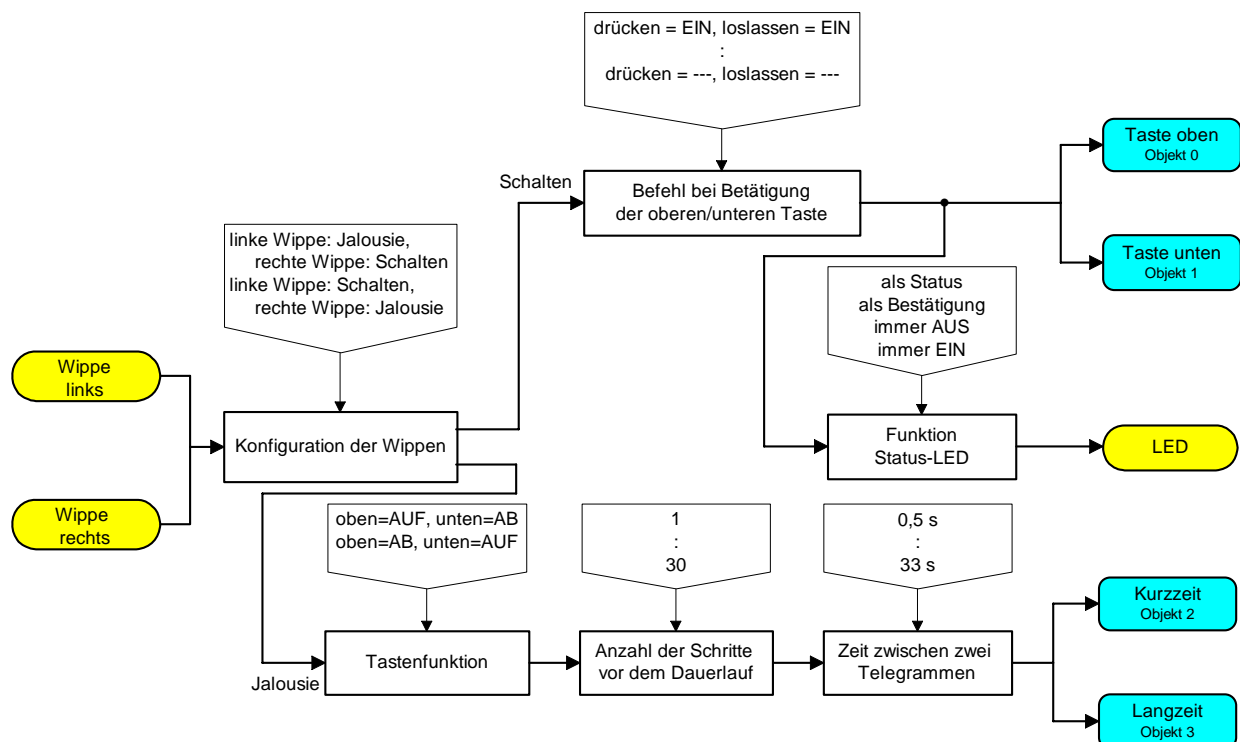 drücken = EIN, loslassen = EIN
:
drücken = ---, loslassen = ---
Taste oben
Objekt 0
Schalten
Befehl bei Betätigung
der oberen/unteren Taste
linke Wippe: Jalousie,
rechte Wippe: Schalten
linke Wippe: Schalten,
rechte Wippe: Jalousie
Taste unten
Objekt 1
als Status
als Bestätigung
immer AUS
immer EIN
Wippe
links
Konfiguration der Wippen
Funktion
Status-LED
LED
Wippe
rechts
oben=AUF, unten=AB
oben=AB, unten=AUF
1
:
30
0,5 s
:
33 s
Kurzzeit
Objekt 2
Jalousie
Tastenfunktion
Anzahl der Schritte
vor dem Dauerlauf
Zeit zwischen zwei
Telegrammen
Langzeit
Objekt 3